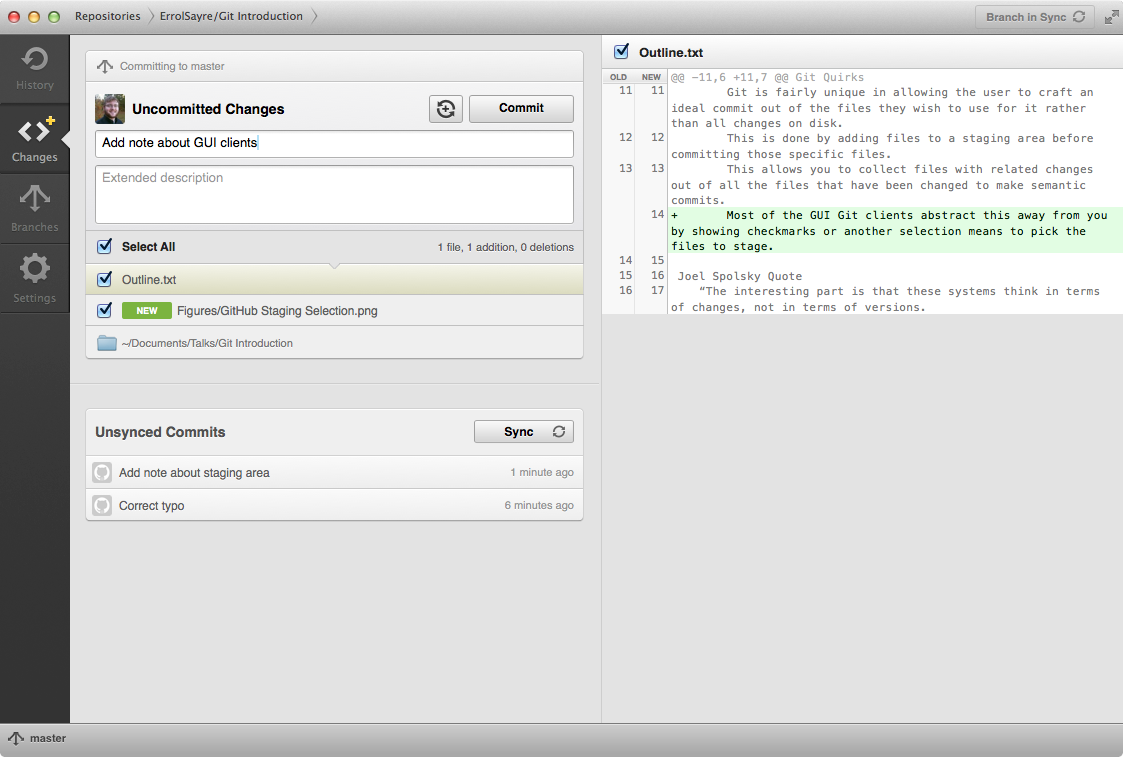 Repositories
ErrolSayre/Git Introduction
Branch in Sync
History
Changes
Branches
Settings
Committing to master
Uncommitted Changes
Commit
Add note about GUI clients
Extended description
Select All
1 file, 1 addition, 0 deletions
Outline.txt
NEW Figures/GitHub Staging Selection.png
~/Documents/Talks/Git Introduction
Unsynced Commits
Sync
Add note about staging area 1 minute ago
Correct typo 6 minutes ago
Outline.txt
OLD NEW @@ -11,6 +11,7 @@ Git Quirks
11 11 Git is fairly unique in allowing the user to craft an
ideal commit out of the files they wish to use for it rather
than all changes on disk.
12 12 This is done by adding files to a staging area before
committing those specific files.
13 13 This allows you to collect files with related changes
out of all the files that have been changed to make semantic
commits.
14 + Most of the GUI Git clients abstract this away from you
by showing checkmarks or another selection means to pick the
files to stage.
14 15
15 16 Joel Spolsky Quote
16 17 “The interesting part is that these systems think in terms
of changes, not in terms of versions.
master